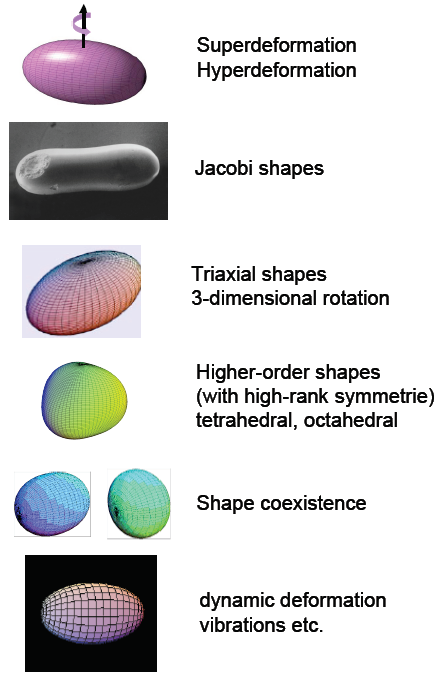 Superdeformation
Hyperdeformation
Jacobi shapes
Triaxial shapes
3-dimensional rotation
Higher-order shapes
(with high-rank symmetrie)
tetrahedral, octahedral
Shape coexistence
dynamic deformation
vibrations etc.